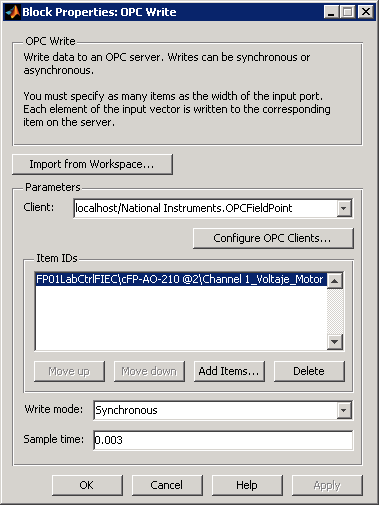 Block Properties: OPC Write
OPC Write
Write data to an OPC server. Writes can be synchronous or
asynchronous.
You must specify as many items as the width of the input port.
Each element of the input vector is written to the corresponding
item on the server.
Import from Workspace...
Parameters
Client:
localhost/National Instruments.OPCFieldPoint
Configure OPC Clients...
Item IDs
FP01LabCtrlFIEC\cFP-AO-210 @2\Channel 1_Voltaje_Motor
Move up
Move down
Add Items...
Delete
Write mode:
Synchronous
Sample time:
0.003
OK
Cancel
Help
Apply